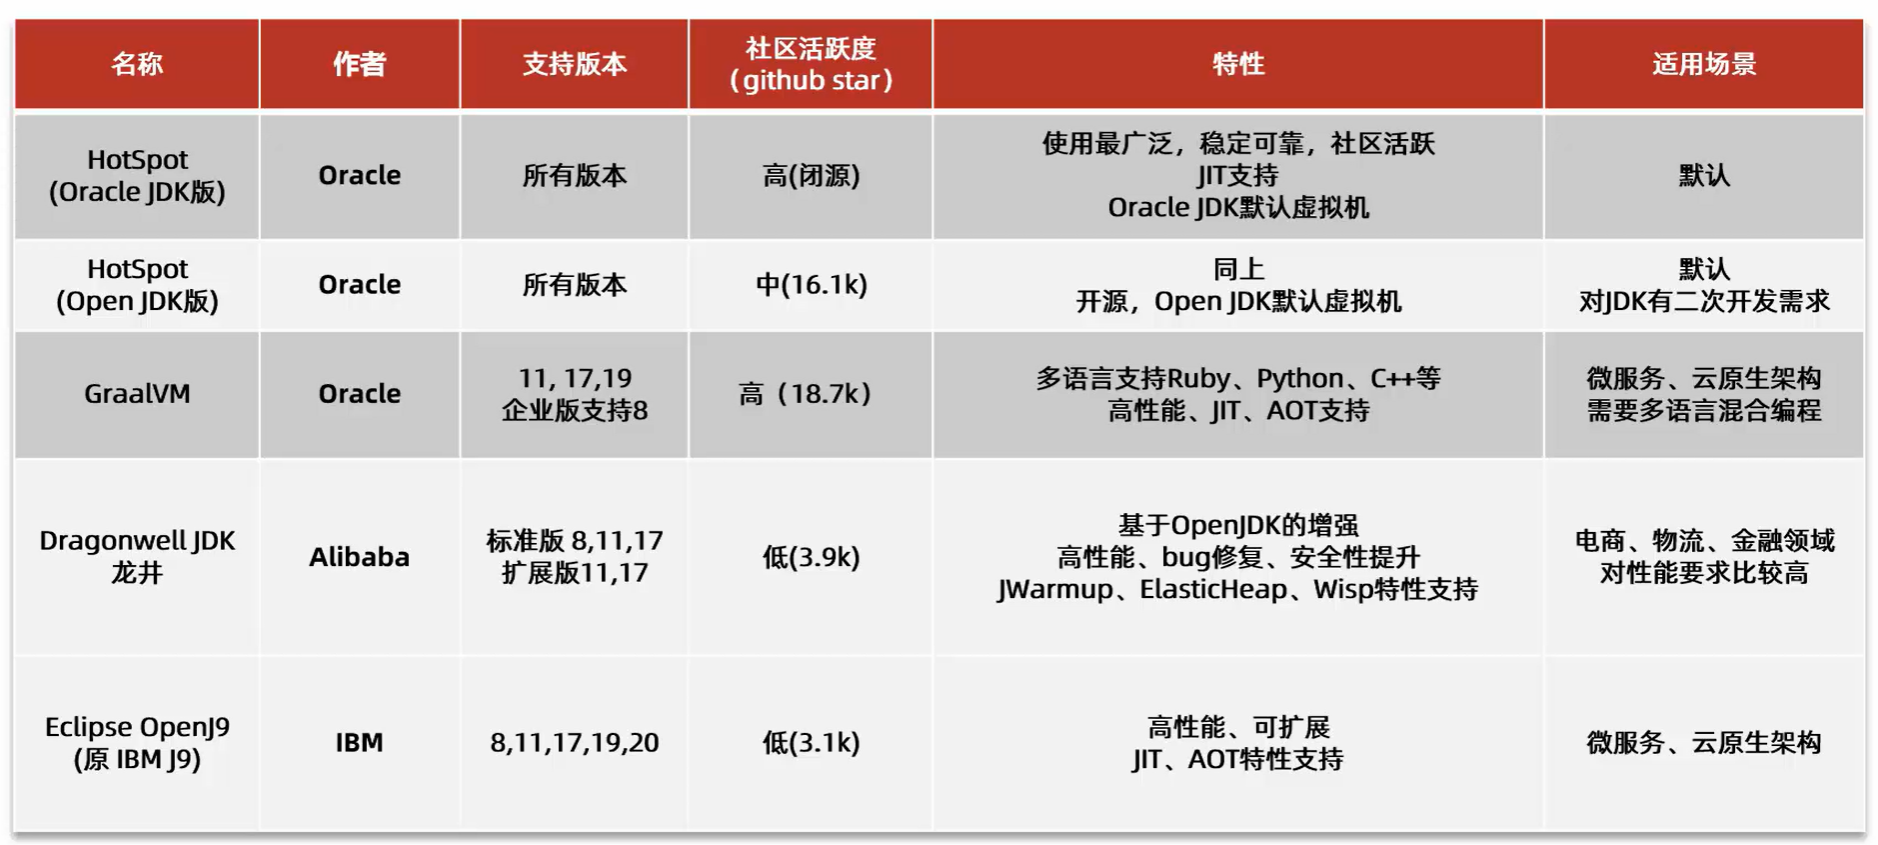 名称
作者
支持版本
社区活跃度
（github star）
特性
适用场景
HotSpot
(Oracle JDK版)
Oracle
所有版本
高(闭源)
使用最广泛，稳定可靠，社区活跃
JIT支持
Oracle JDK默认虚拟机
默认
HotSpot
(Open JDK版)
Oracle
所有版本
中(16.1k)
同上
开源，Open JDK默认虚拟机
默认
对JDK有二次开发需求
GraalVM
Oracle
11, 17,19
企业版支持8
高（18.7k）
多语言支持Ruby、Python、C++等
高性能、JIT、AOT支持
微服务、云原生架构
需要多语言混合编程
Dragonwell JDK
龙井
Alibaba
标准版 8,11,17
扩展版11,17
低(3.9k)
基于OpenJDK的增强
高性能、bug修复、安全性提升
JWarmup、ElasticHeap、Wisp特性支持
电商、物流、金融领域
对性能要求比较高
Eclipse OpenJ9
(原 IBM J9)
IBM
8,11,17,19,20
低(3.1k)
高性能、可扩展
JIT、AOT特性支持
微服务、云原生架构